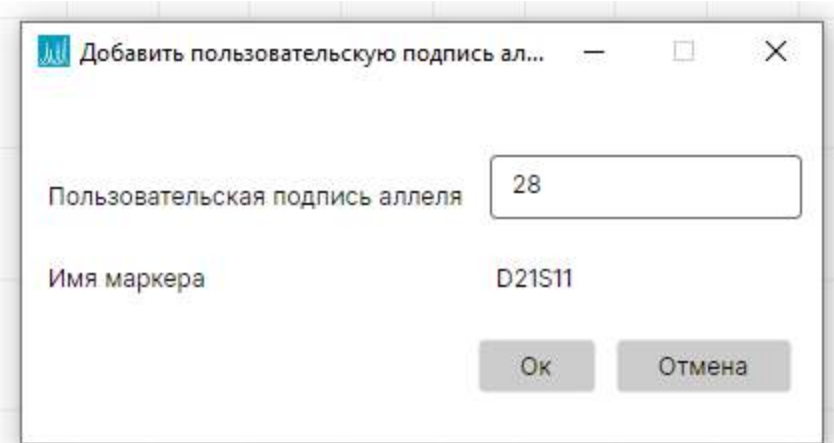 Добавить пользовательскую подпись ал...
Пользовательская подпись аллеля 28
Имя маркера D21S11
Ок Отмена